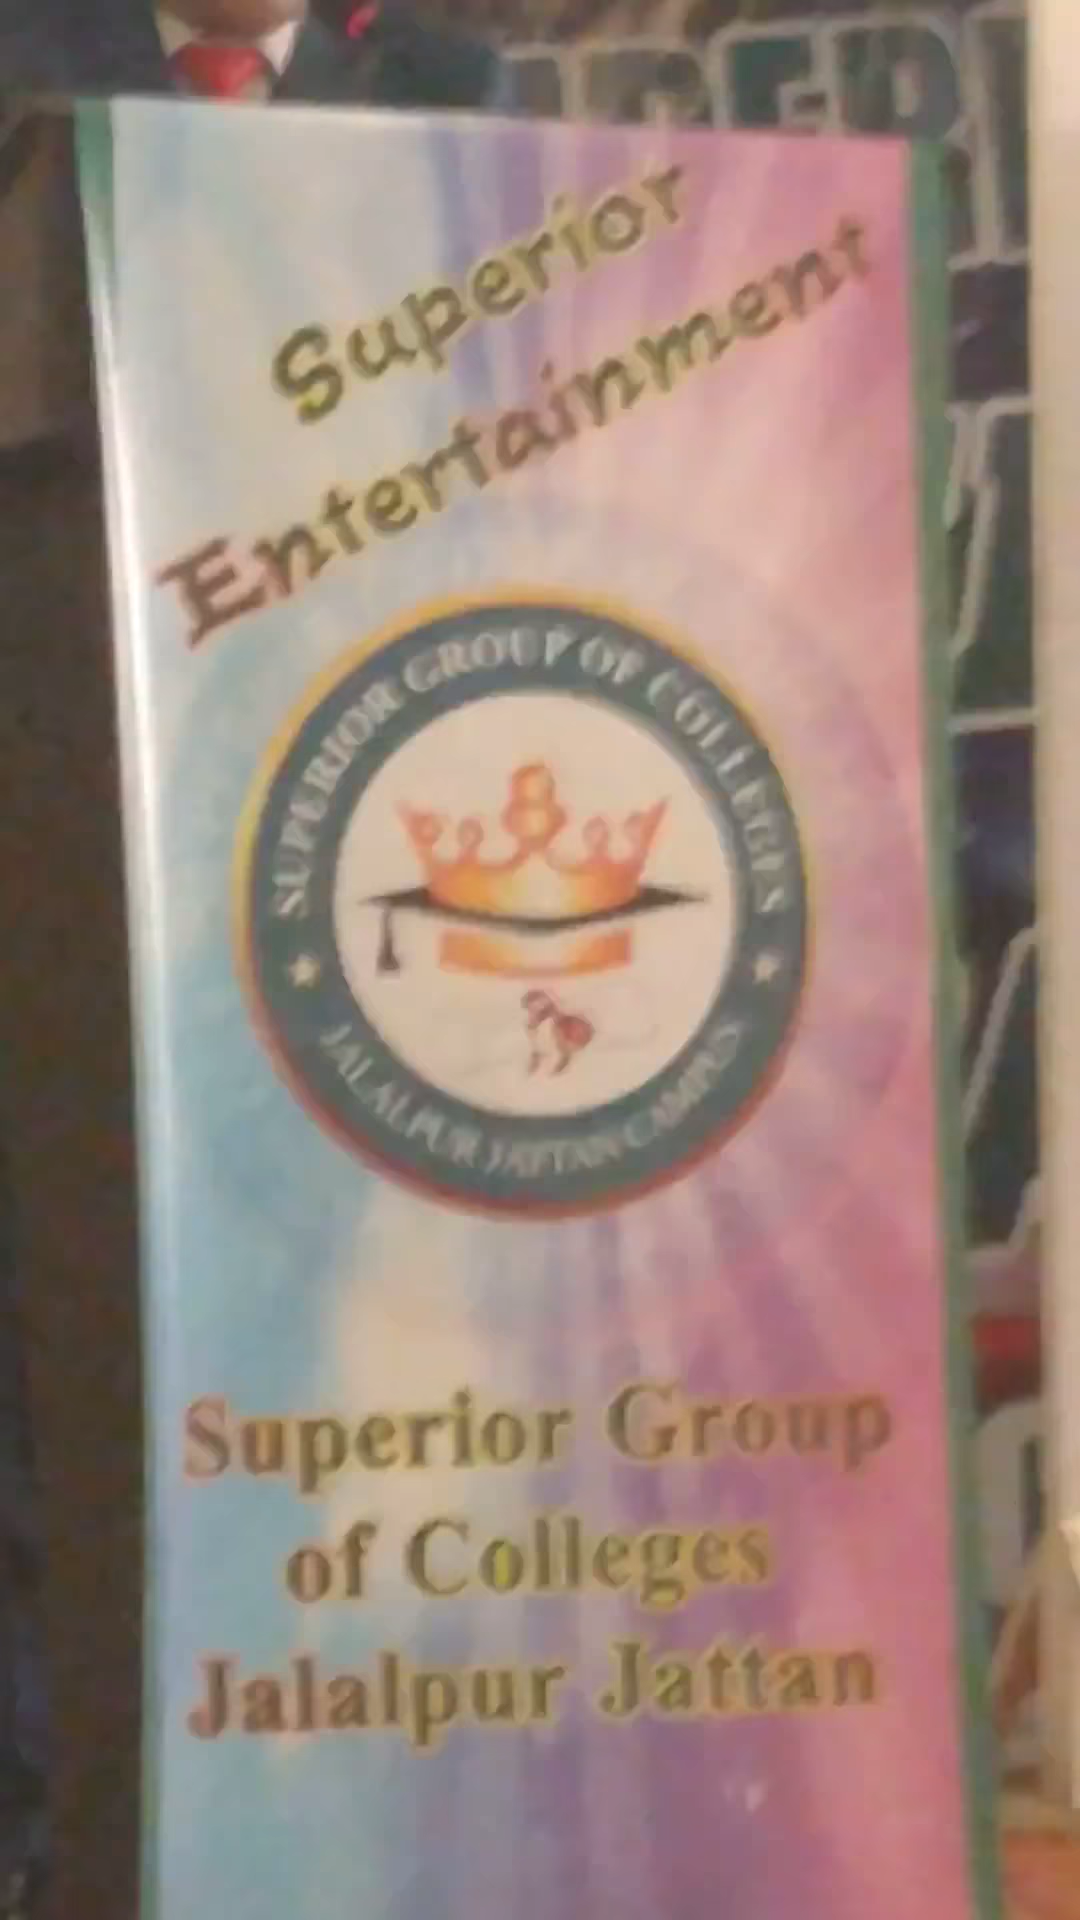 Superior
Entertainment
SUPERIOR GROUP OF COLLEGES
JALALPUR JATTAN CAMPUS
Superior Group
of Colleges
Jalalpur Jattan